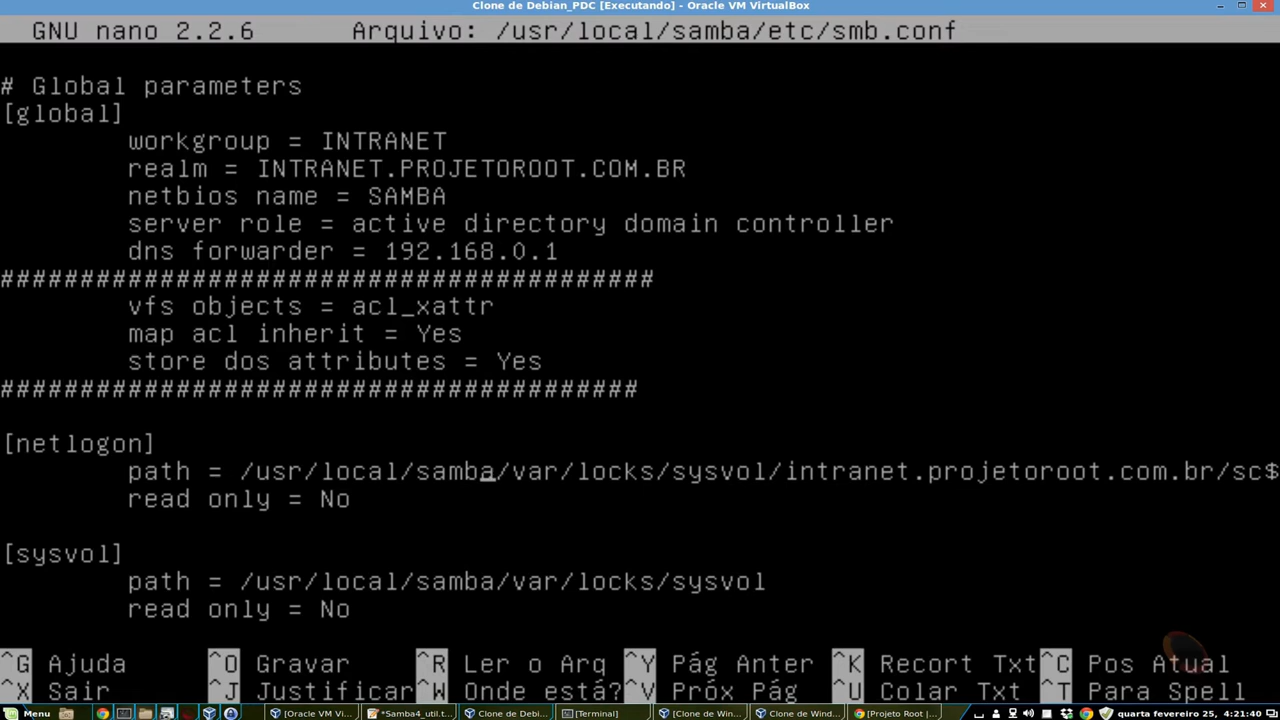 Clone de Debian_PDC [Executando] - Oracle VM VirtualBox
GNU nano 2.2.6 Arquivo: /usr/local/samba/etc/smb.conf
# Global parameters
[global]
workgroup = INTRANET
realm = INTRANET.PROJETOROOT.COM.BR
netbios name = SAMBA
server role = active directory domain controller
dns forwarder = 192.168.0.1
#########################################
vfs objects = acl_xattr
map acl inherit = Yes
store dos attributes = Yes
########################################
[netlogon]
path = /usr/local/samba/var/locks/sysvol/intranet.projetoroot.com.br/sc$
read only = No
[sysvol]
path = /usr/local/samba/var/locks/sysvol
read only = No
^G Ajuda ^O Gravar ^R Ler o Arq ^Y Pág Anter ^K Recort Txt ^C Pos Atual
^X Sair ^J Justificar ^W Onde está? ^V Próx Pág ^U Colar Txt ^T Para Spell
Menu [Oracle VM Vi... *Samba4_util.t... Clone de Debi... [Terminal] [Clone de Win... [Clone de Wind... [Projeto Root |... quarta fevereiro 25, 4:21:40